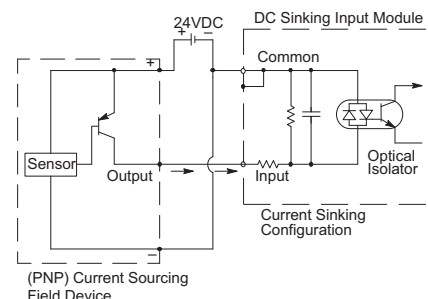 24VDC
DC Sinking Input Module
+
−
+
Common
Sensor
Output
Input
Optical
Isolator
Current Sinking
Configuration
−
(PNP) Current Sourcing
Field Device